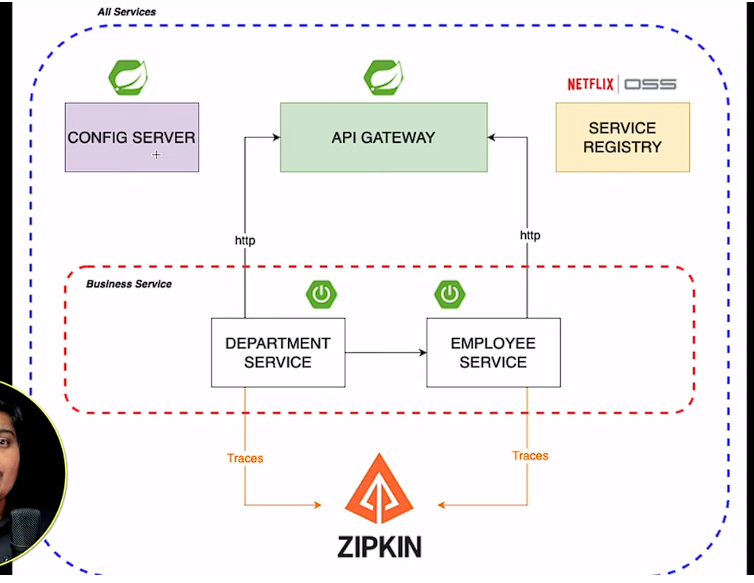 All Services
NETFLIX OSS
CONFIG SERVER
API GATEWAY
SERVICE
REGISTRY
http
http
Business Service
DEPARTMENT
SERVICE
EMPLOYEE
SERVICE
Traces
Traces
ZIPKIN